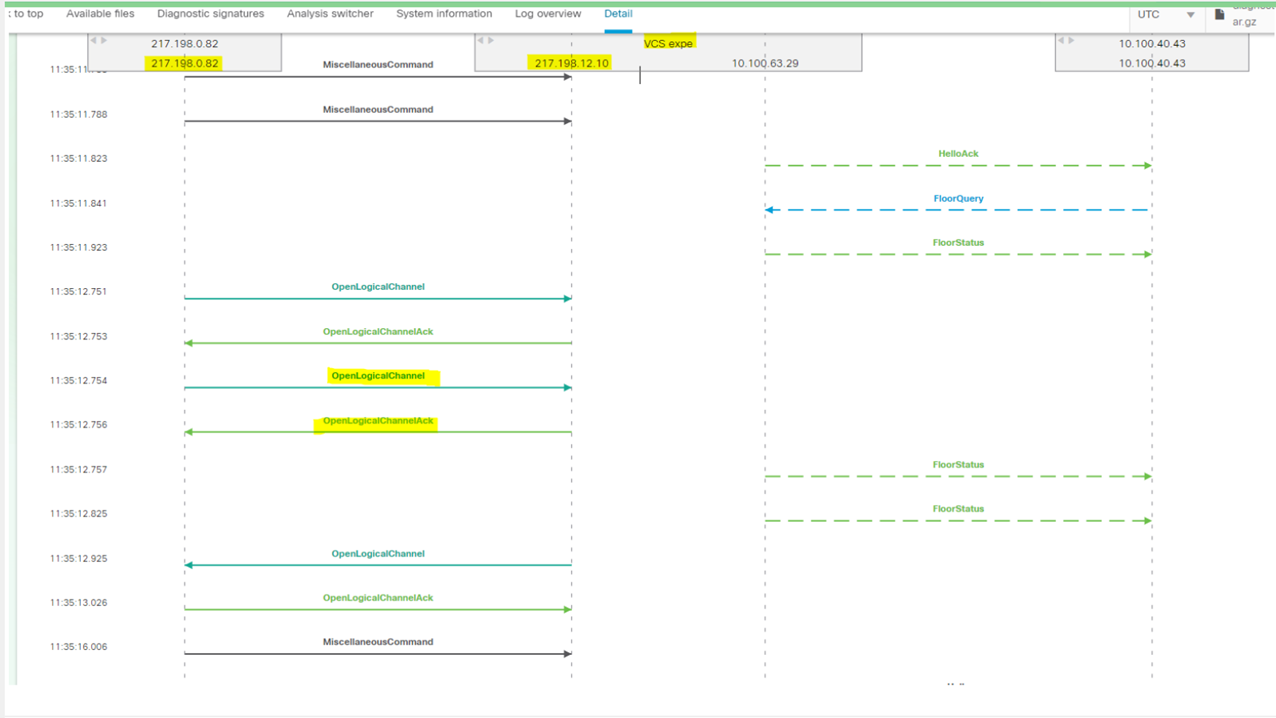 to top Available files Diagnostic signatures Analysis switcher System information Log overview Detail UTC
ar.gz
217.198.0.82 VCS expe 10.100.40.43
217.198.0.82 217.198.12.10 10.100.63.29 10.100.40.43
MiscellaneousCommand
11:35:11.788 MiscellaneousCommand
11:35:11.823 HelloAck
11:35:11.841 FloorQuery
11:35:11.923 FloorStatus
11:35:12.751 OpenLogicalChannel
11:35:12.753 OpenLogicalChannelAck
11:35:12.754 OpenLogicalChannel
11:35:12.756 OpenLogicalChannelAck
11:35:12.757 FloorStatus
11:35:12.825 FloorStatus
11:35:12.925 OpenLogicalChannel
11:35:13.026 OpenLogicalChannelAck
11:35:16.006 MiscellaneousCommand